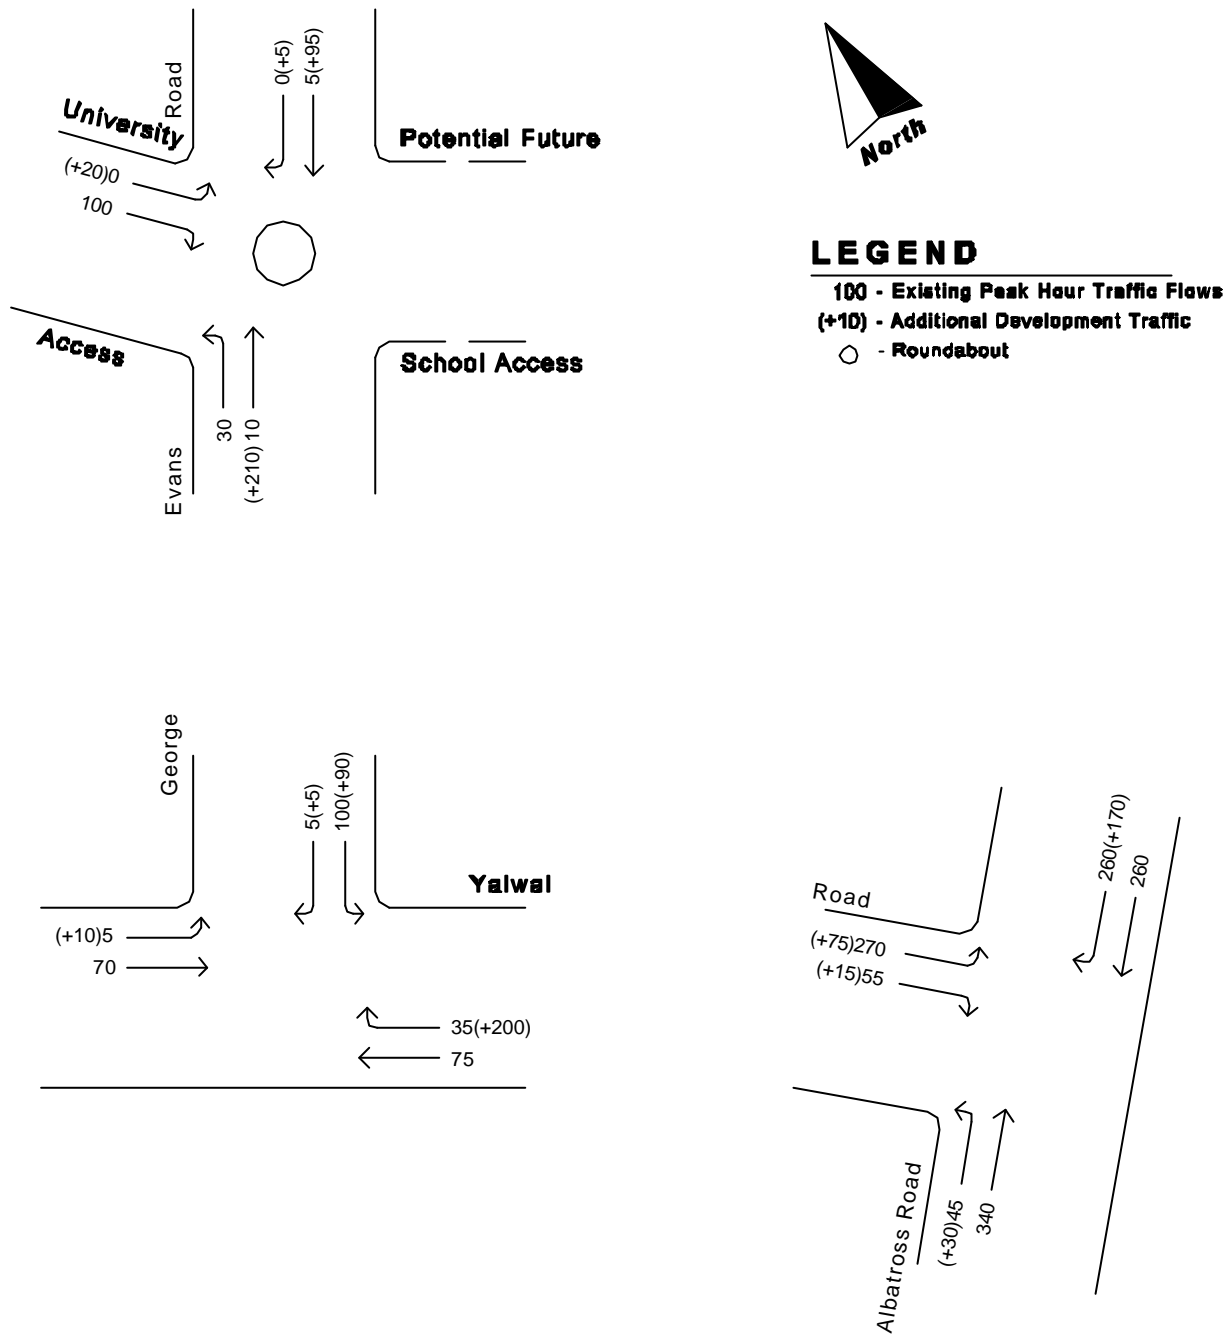 Road
0(+5)
5(+95)
University
(+20)0
100
Potential Future
North
LEGEND
100 - Existing Peak Hour Traffic Flows
(+10) - Additional Development Traffic
- Roundabout
Access
School Access
30
(+210)10
Evans
George
5(+5)
100(+90)
Yalwal
(+10)5
70
35(+200)
75
260(+170)
260
Road
(+75)270
(+15)55
(+30)45
340
Albatross Road